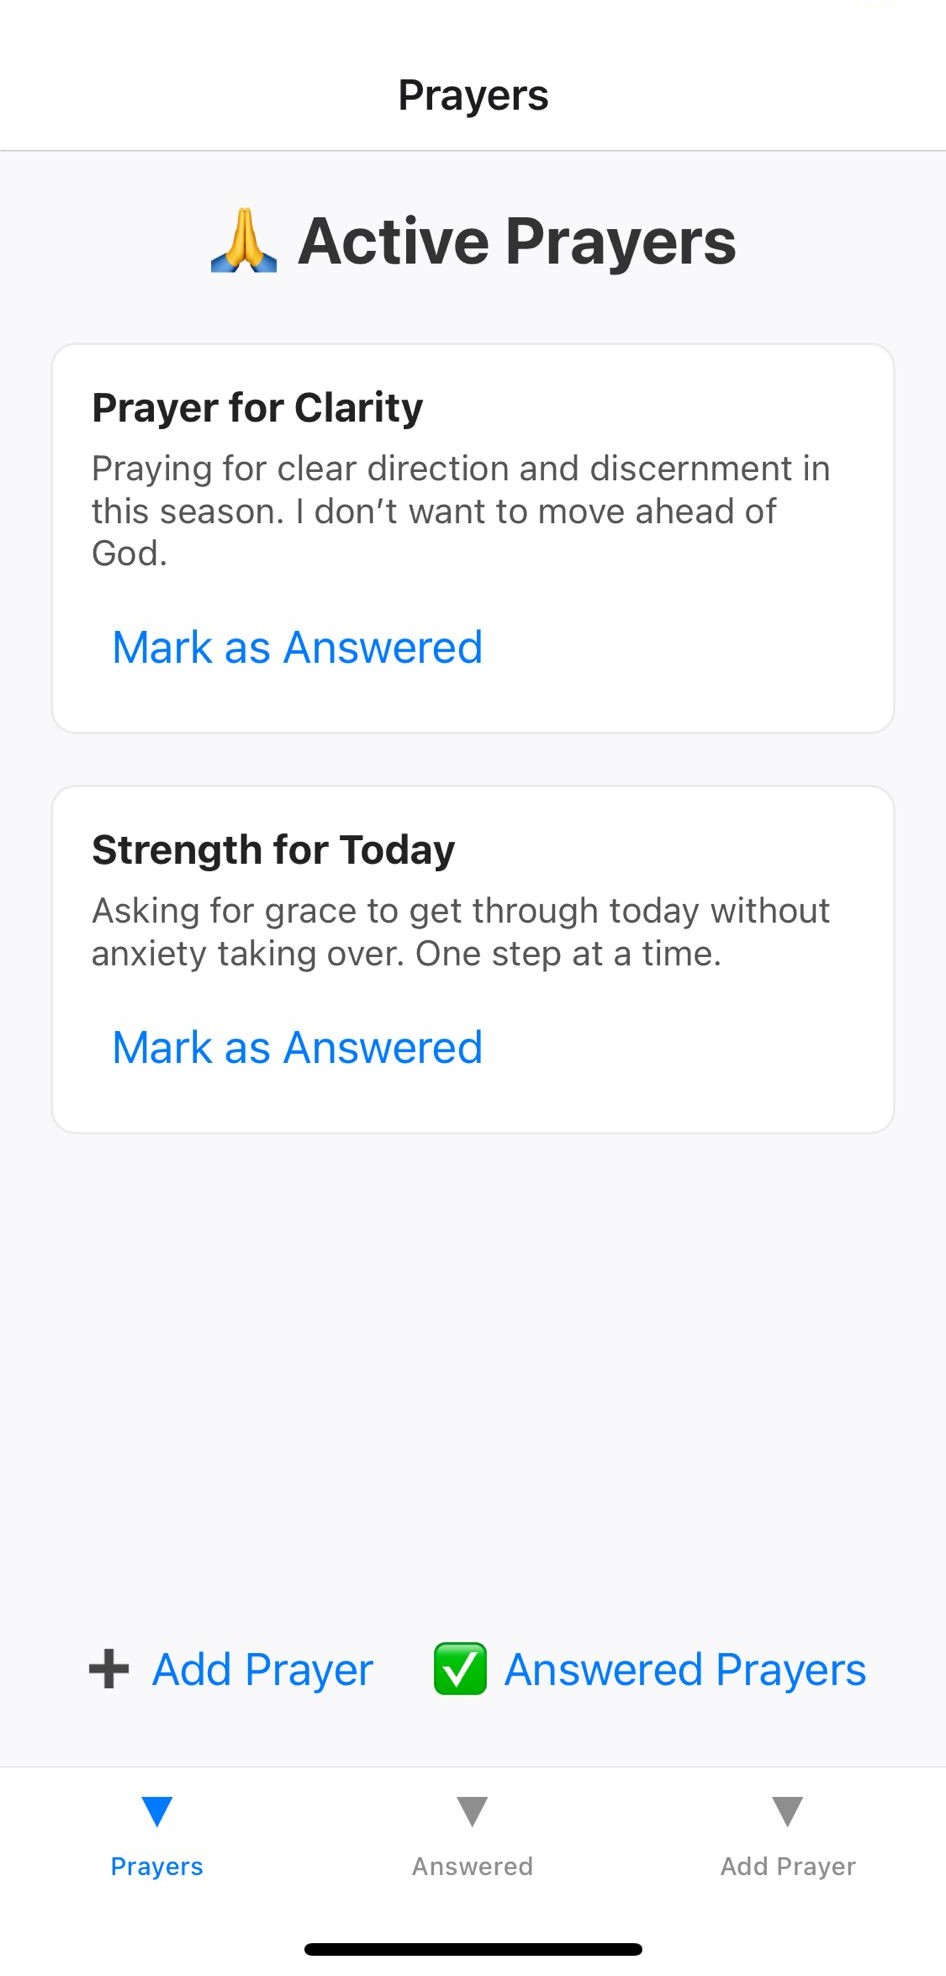 Prayers
🙏 Active Prayers
Prayer for Clarity
Praying for clear direction and discernment in
this season. I don’t want to move ahead of
God.
Mark as Answered
Strength for Today
Asking for grace to get through today without
anxiety taking over. One step at a time.
Mark as Answered
➕ Add Prayer ✅ Answered Prayers
Prayers Answered Add Prayer